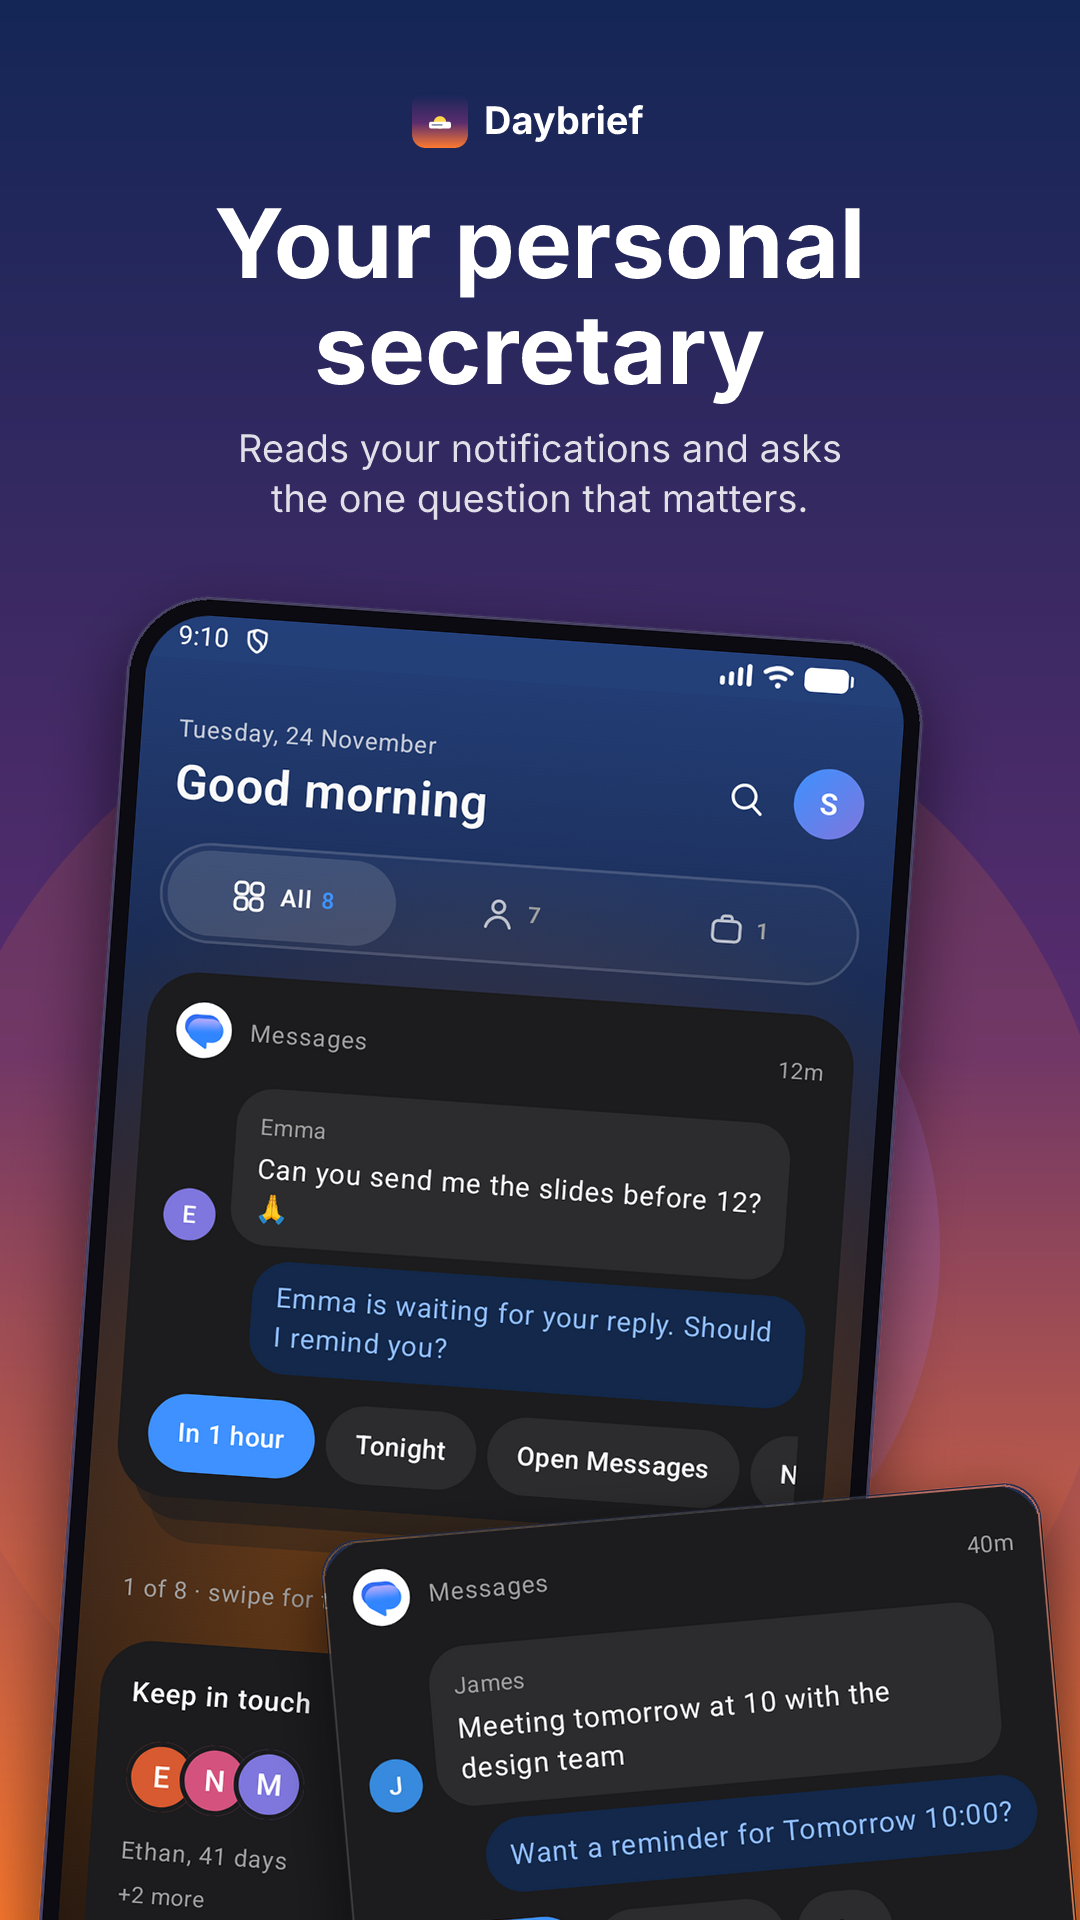 Daybrief
Your personal
secretary
Reads your notifications and asks
the one question that matters.
9:10
Tuesday, 24 November
Good morning
S
All 8
7
1
Messages
12m
Emma
Can you send me the slides before 12?
🙏
E
Emma is waiting for your reply. Should
I remind you?
In 1 hour
Tonight
Open Messages
1 of 8 · swipe for
Keep in touch
E N M
Ethan, 41 days
+2 more
Messages
40m
James
Meeting tomorrow at 10 with the
design team
J
Want a reminder for Tomorrow 10:00?